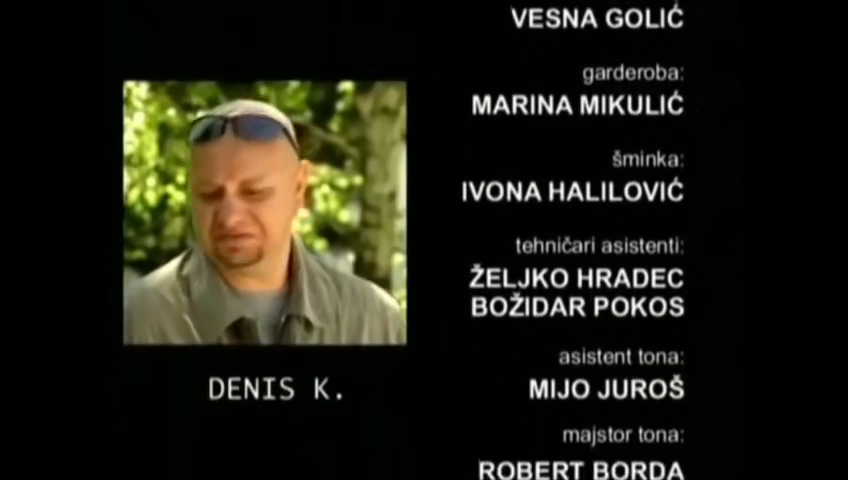 VESNA GOLIĆ
garderoba:
MARINA MIKULIĆ
šminka:
IVONA HALILOVIĆ
tehničari asistenti:
ŽELJKO HRADEC
BOŽIDAR POKOS
asistent tona:
MIJO JUROŠ
majstor tona:
ROBERT BORDA
DENIS K.